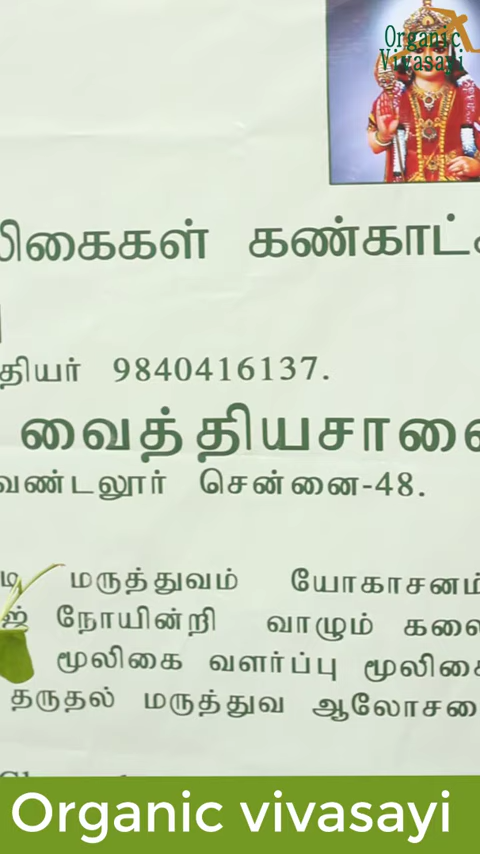 Organic
Vivasayi
லிகைகள் கண்காட்
தியர் 9840416137.
வைத்தியசாலை
வண்டலூர் சென்னை-48.
டி மருத்துவம் யோகாசனம்
ஜ் நோயின்றி வாழும் கலை
மூலிகை வளர்ப்பு மூலிகை
தருதல் மருத்துவ ஆலோசனை
Organic vivasayi